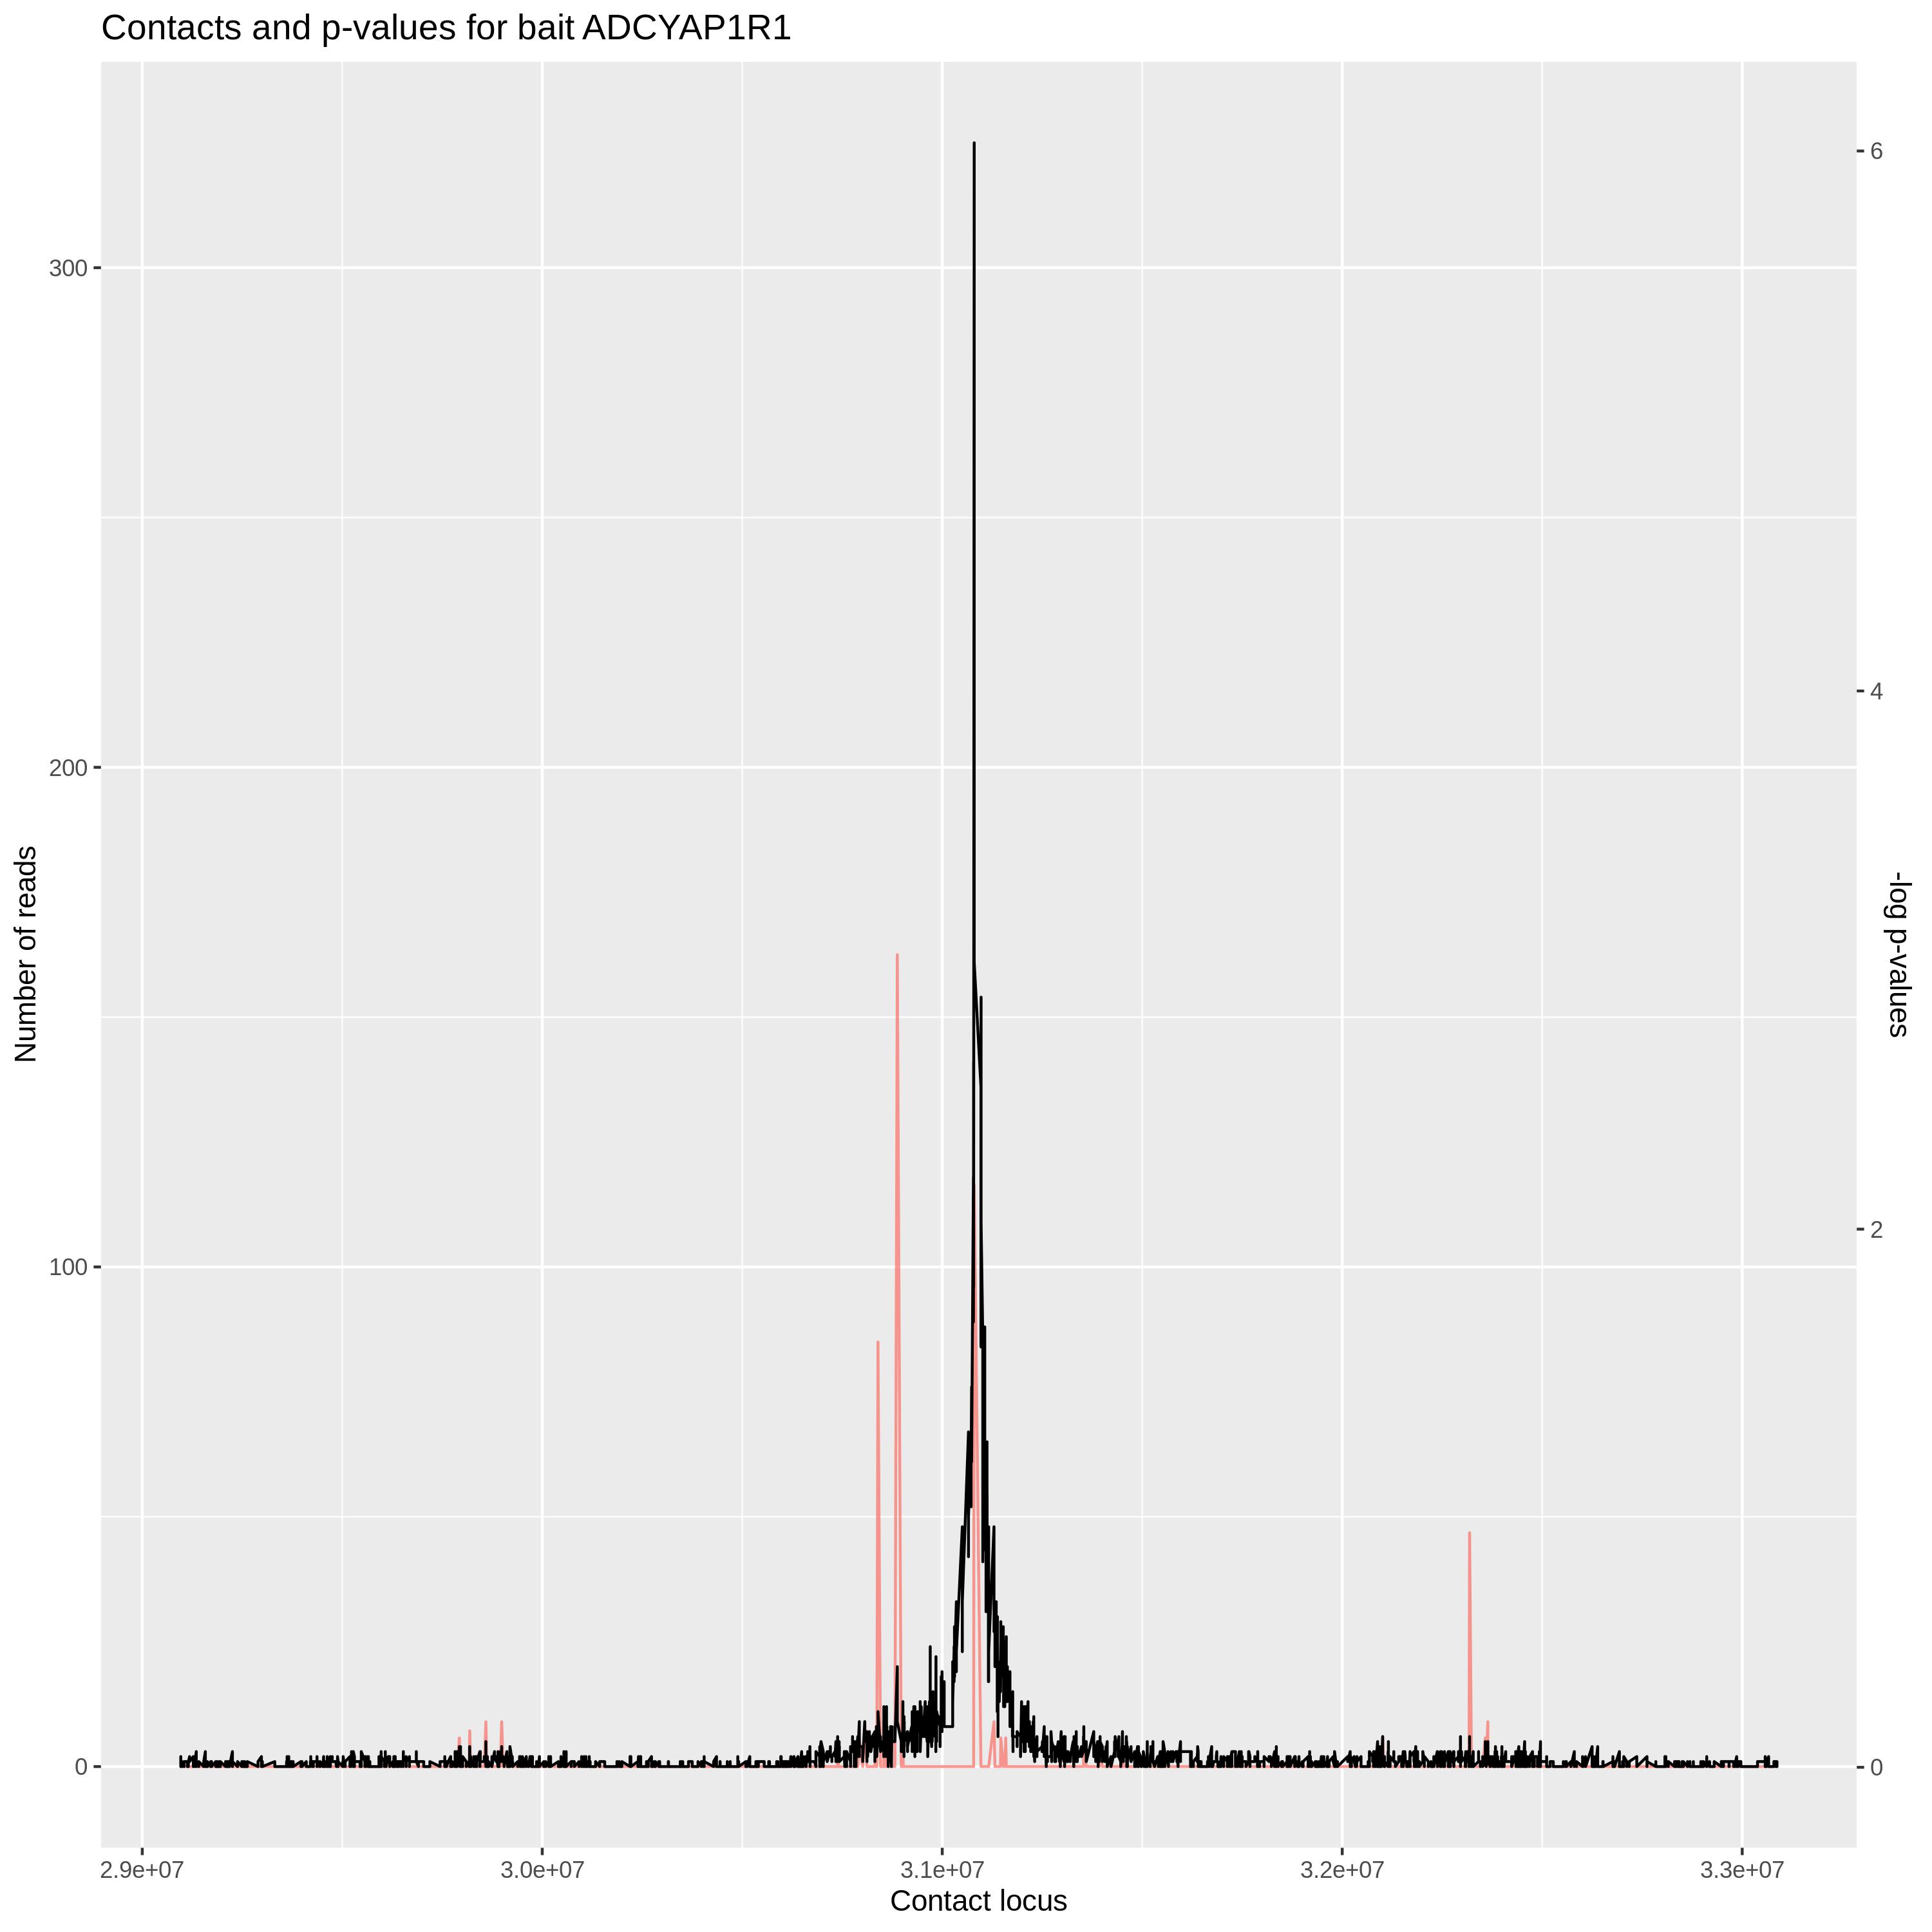 Contacts and p-values for bait ADCYAP1R1
300
200
100
0
6
4
2
0
Number of reads
-log p-values
2.9e+07
3.0e+07
3.1e+07
3.2e+07
3.3e+07
Contact locus